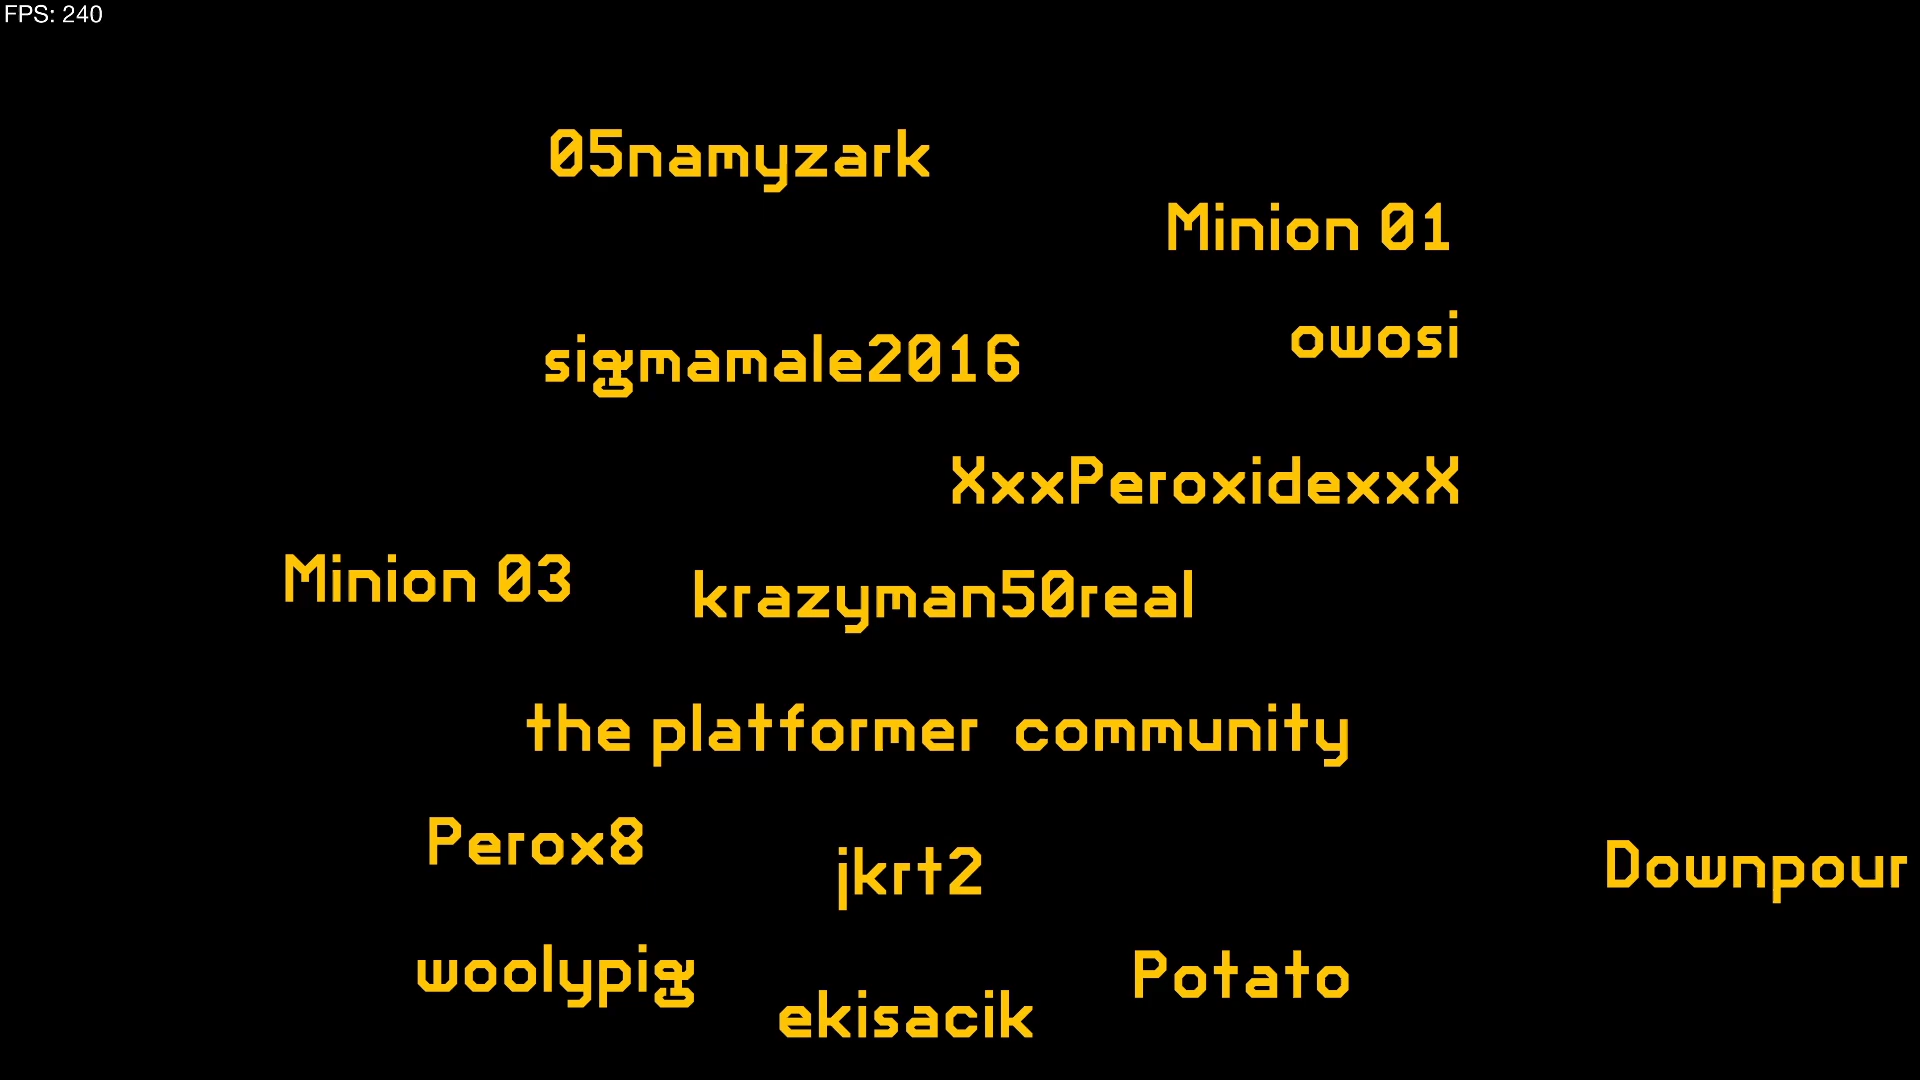 FPS: 240
05namyzark
Minion 01
owosi
sigmamale2016
XxxPeroxidexxX
Minion 03
krazyman50real
the platformer  community
Perox8
jkrt2
Downpour
woolypig
Potato
ekisacik